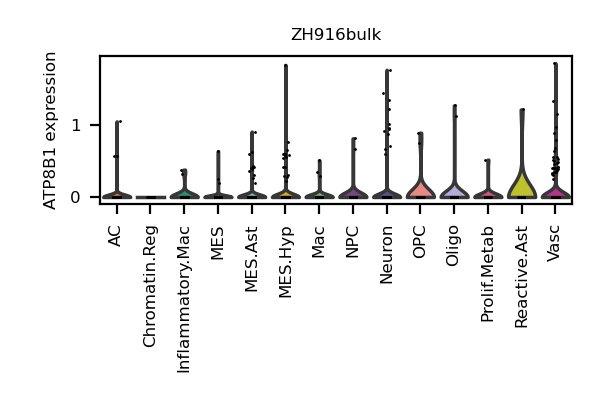 ZH916bulk
ATP8B1 expression
1
0
AC
Chromatin.Reg
Inflammatory.Mac
MES
MES.Ast
MES.Hyp
Mac
NPC
Neuron
OPC
Oligo
Prolif.Metab
Reactive.Ast
Vasc